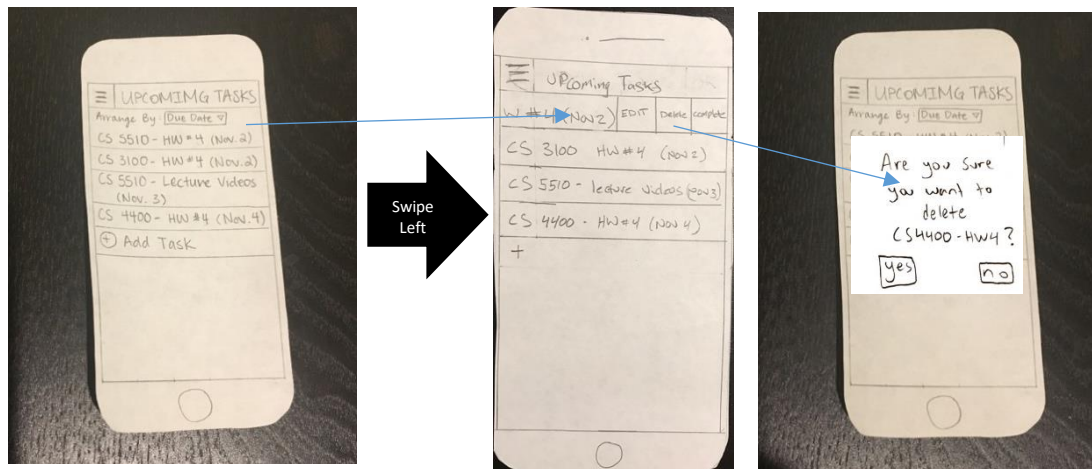 ☰ UPCOMIMG TASKS
Arrange By: Due Date ▽
CS 5510 - HW #4 (Nov. 2)
CS 3100 - HW #4 (Nov. 2)
CS 5510 - Lecture Videos
(Nov. 3)
CS 4400 - HW #4 (Nov. 4)
+ Add Task
Swipe
Left
UPcoming Tasks
W #4 (Nov 2) EDIT Delete complete
CS 3100 HW #4 (Nov 2)
CS 5510 - lecture videos (Nov 3)
CS 4400 - HW #4 (Nov 4)
+
☰ UPCOMIMG TASKS
Arrange By: Due Date ▽
Are you sure
you want to
delete
CS4400-HW4?
yes no